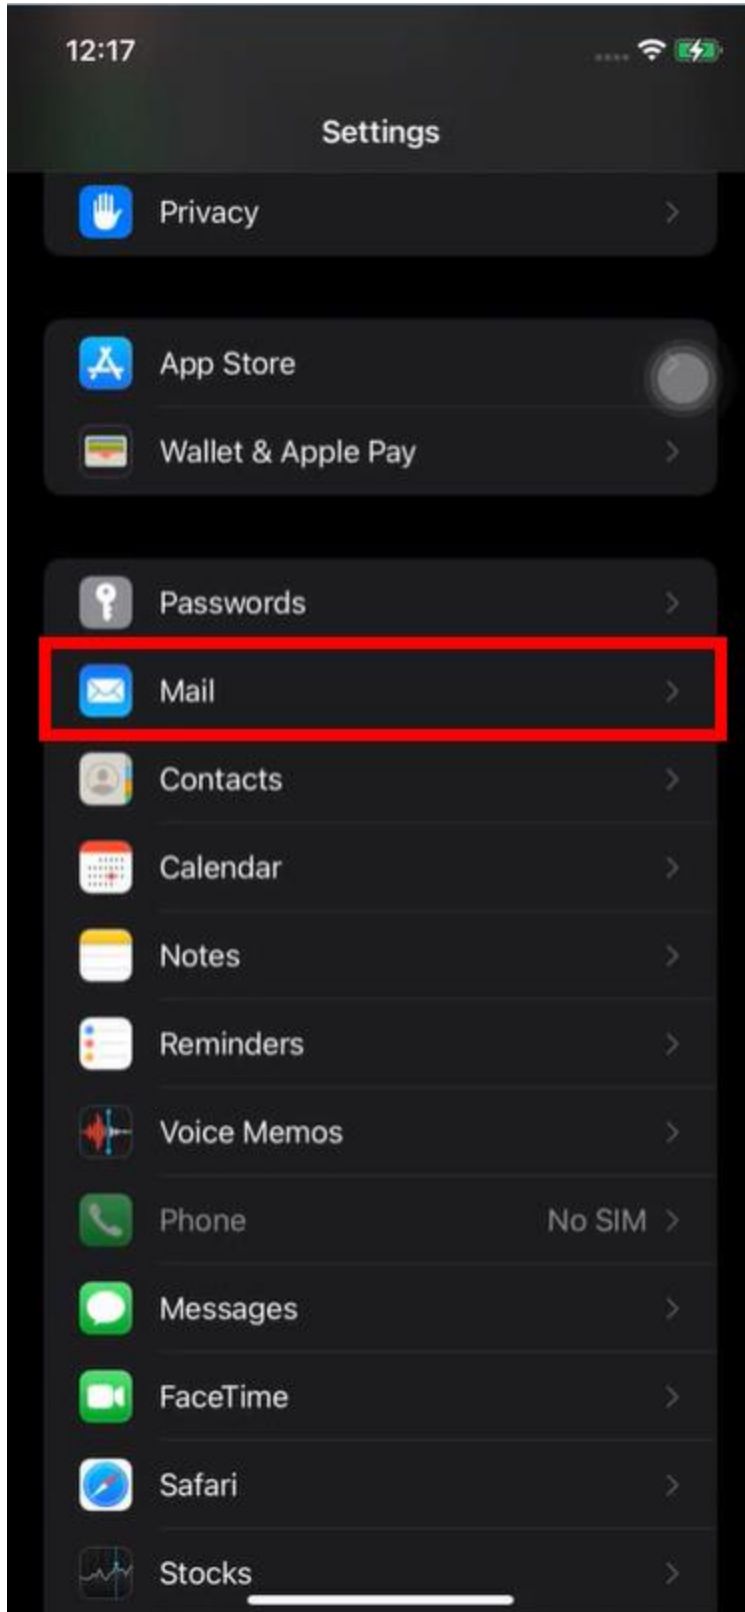 12:17
Settings
Privacy
App Store
Wallet & Apple Pay
Passwords
Mail
Contacts
Calendar
Notes
Reminders
Voice Memos
Phone No SIM
Messages
FaceTime
Safari
Stocks